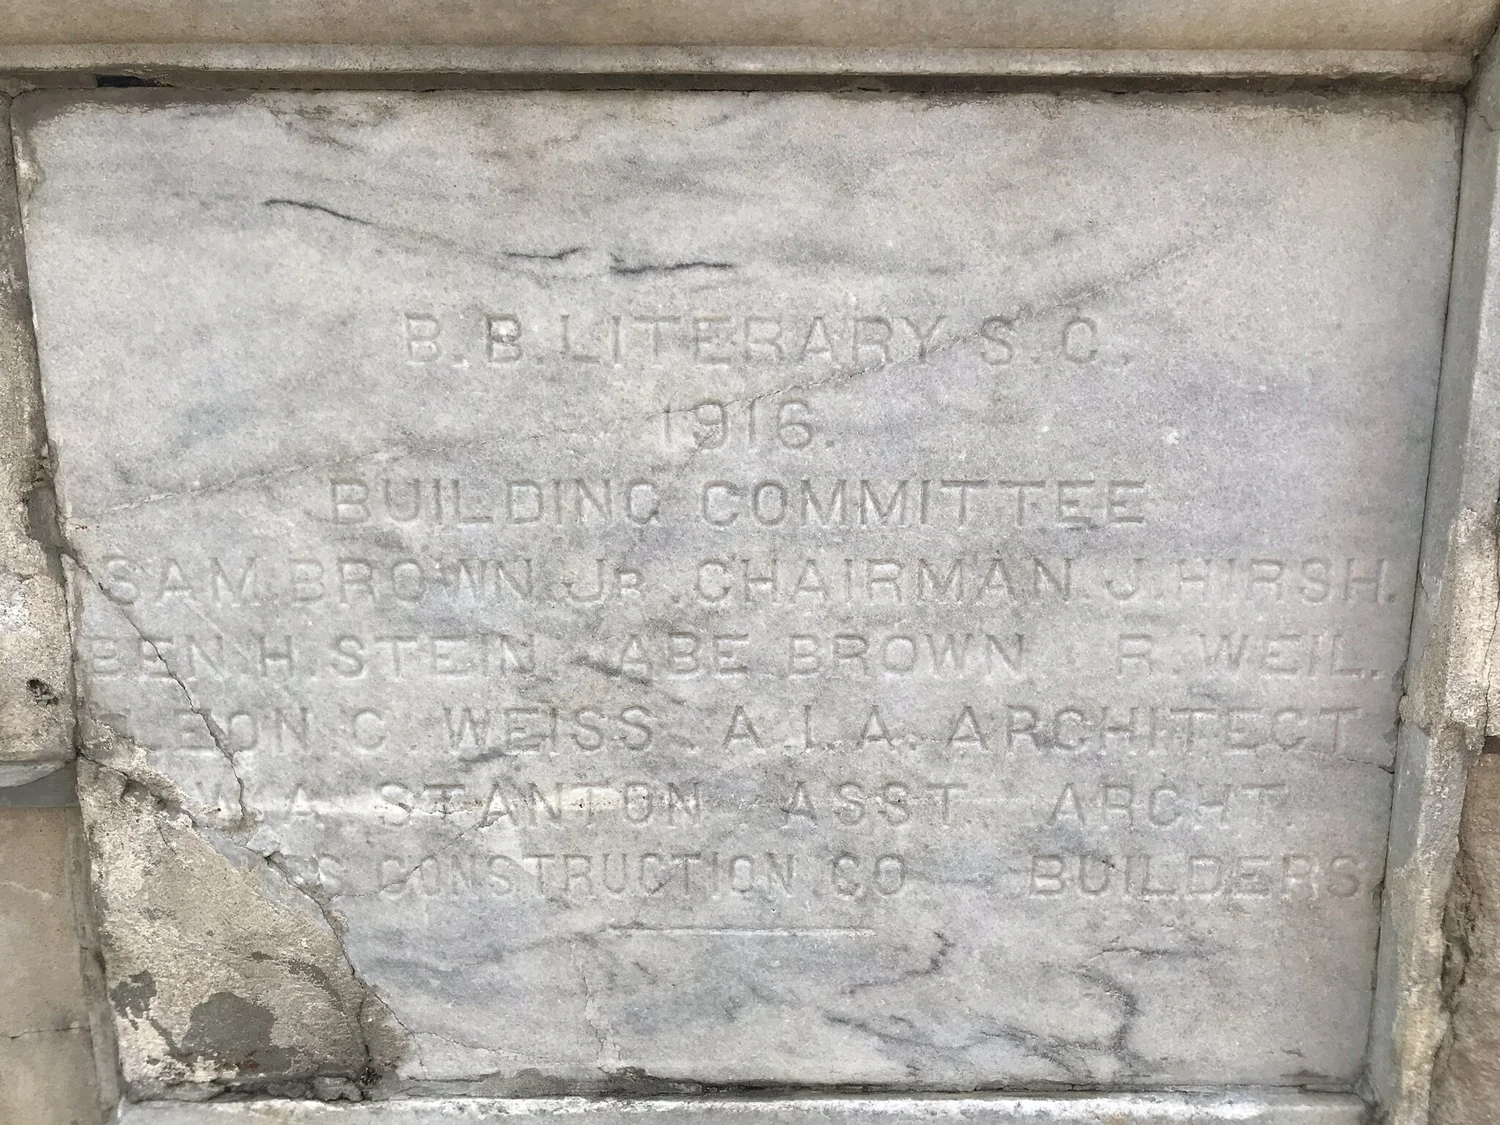 B.B. LITERARY S.C.
1916.
BUILDING COMMITTEE
SAM.BROWN.JR.CHAIRMAN.J.HIRSH.
BEN.H.STEIN. ABE.BROWN. R.WEIL.
LEON C. WEISS. A.I.A. ARCHITECT.
W.A. STANTON. ASST. ARCHT.
CONSTRUCTION.CO BUILDERS